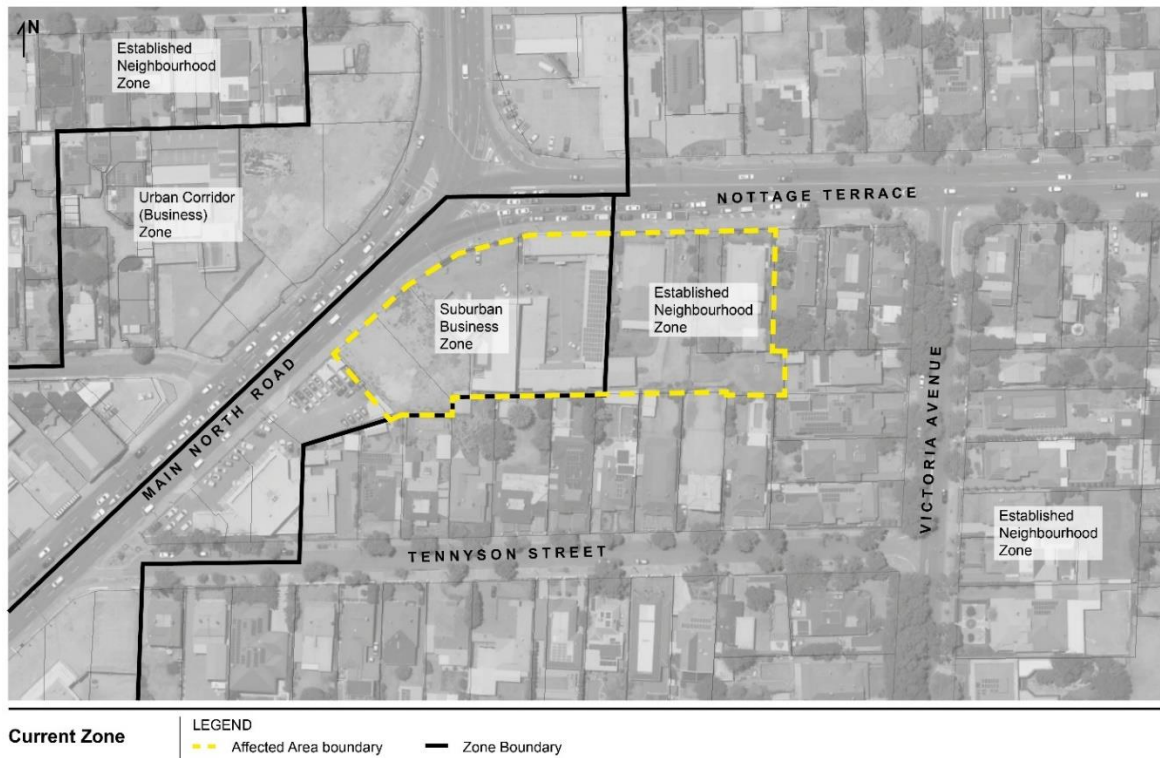 N
Established
Neighbourhood
Zone
Urban Corridor
(Business)
Zone
NOTTAGE TERRACE
Suburban
Business
Zone
Established
Neighbourhood
Zone
MAIN NORTH ROAD
VICTORIA AVENUE
Established
Neighbourhood
Zone
TENNYSON STREET
Current Zone
LEGEND
Affected Area boundary
Zone Boundary